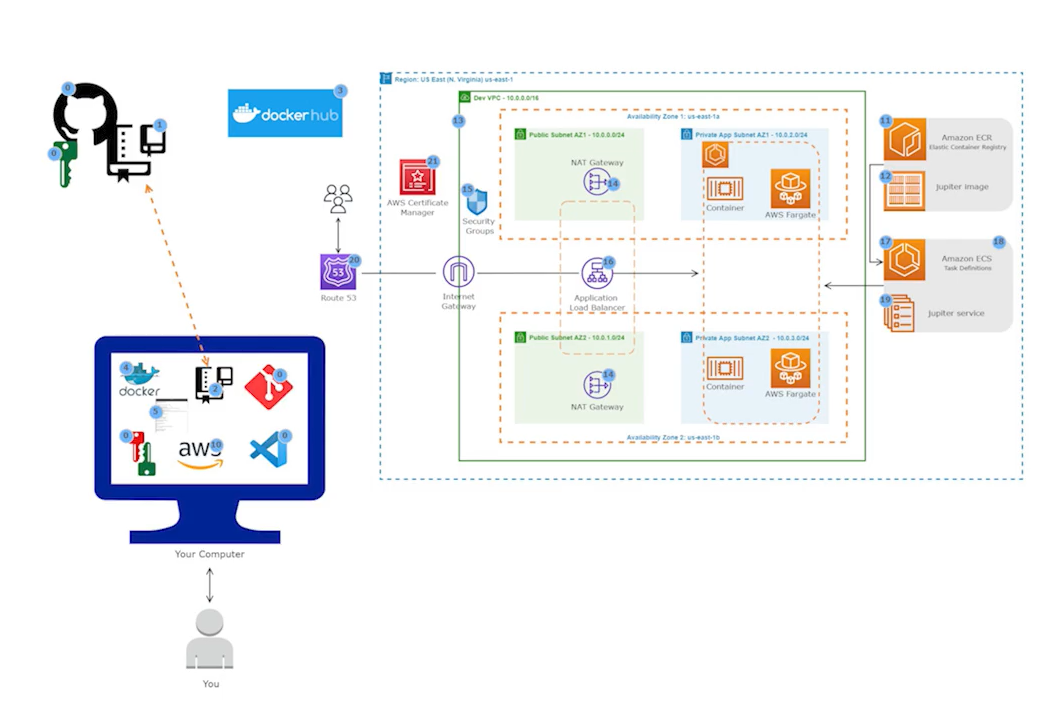 0
1
0
3
dockerhub
Region: US East (N. Virginia) us-east-1
Dev VPC - 10.0.0.0/16
13
Availability Zone 1: us-east-1a
Public Subnet AZ1 - 10.0.0.0/24
NAT Gateway
14
Private App Subnet AZ1 - 10.0.2.0/24
Container
AWS Fargate
21
AWS Certificate
Manager
15
Security
Groups
11
Amazon ECR
Elastic Container Registry
12
jupiter image
20
53
Route 53
Internet
Gateway
16
Application
Load Balancer
17
18
Amazon ECS
Task Definitions
19
jupiter service
Public Subnet AZ2 - 10.0.1.0/24
14
NAT Gateway
Private App Subnet AZ2 - 10.0.3.0/24
Container
AWS Fargate
Availability Zone 2: us-east-1b
4
docker
2
0
5
0
aws
10
0
Your Computer
You